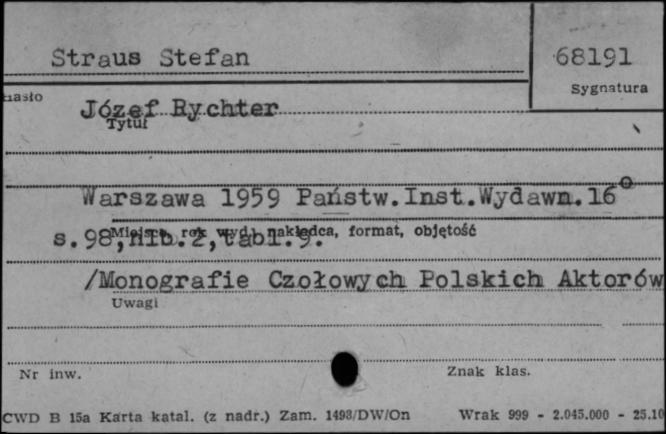 Straus Stefan
68191
Sygnatura
Hasło
Józef Rychter
Tytuł
Warszawa 1959 Państw.Inst.Wydawn.16°
Miejsce, rok wyd., nakładca, format, objętość
s.98,nlb.2,tabl.9.
/Monografie Czołowych Polskich Aktorów
Uwagi
Nr inw.
Znak klas.
CWD B 15a Karta katal. (z nadr.) Zam. 1498/DW/On Wrak 999 - 2.045.000 - 25.10